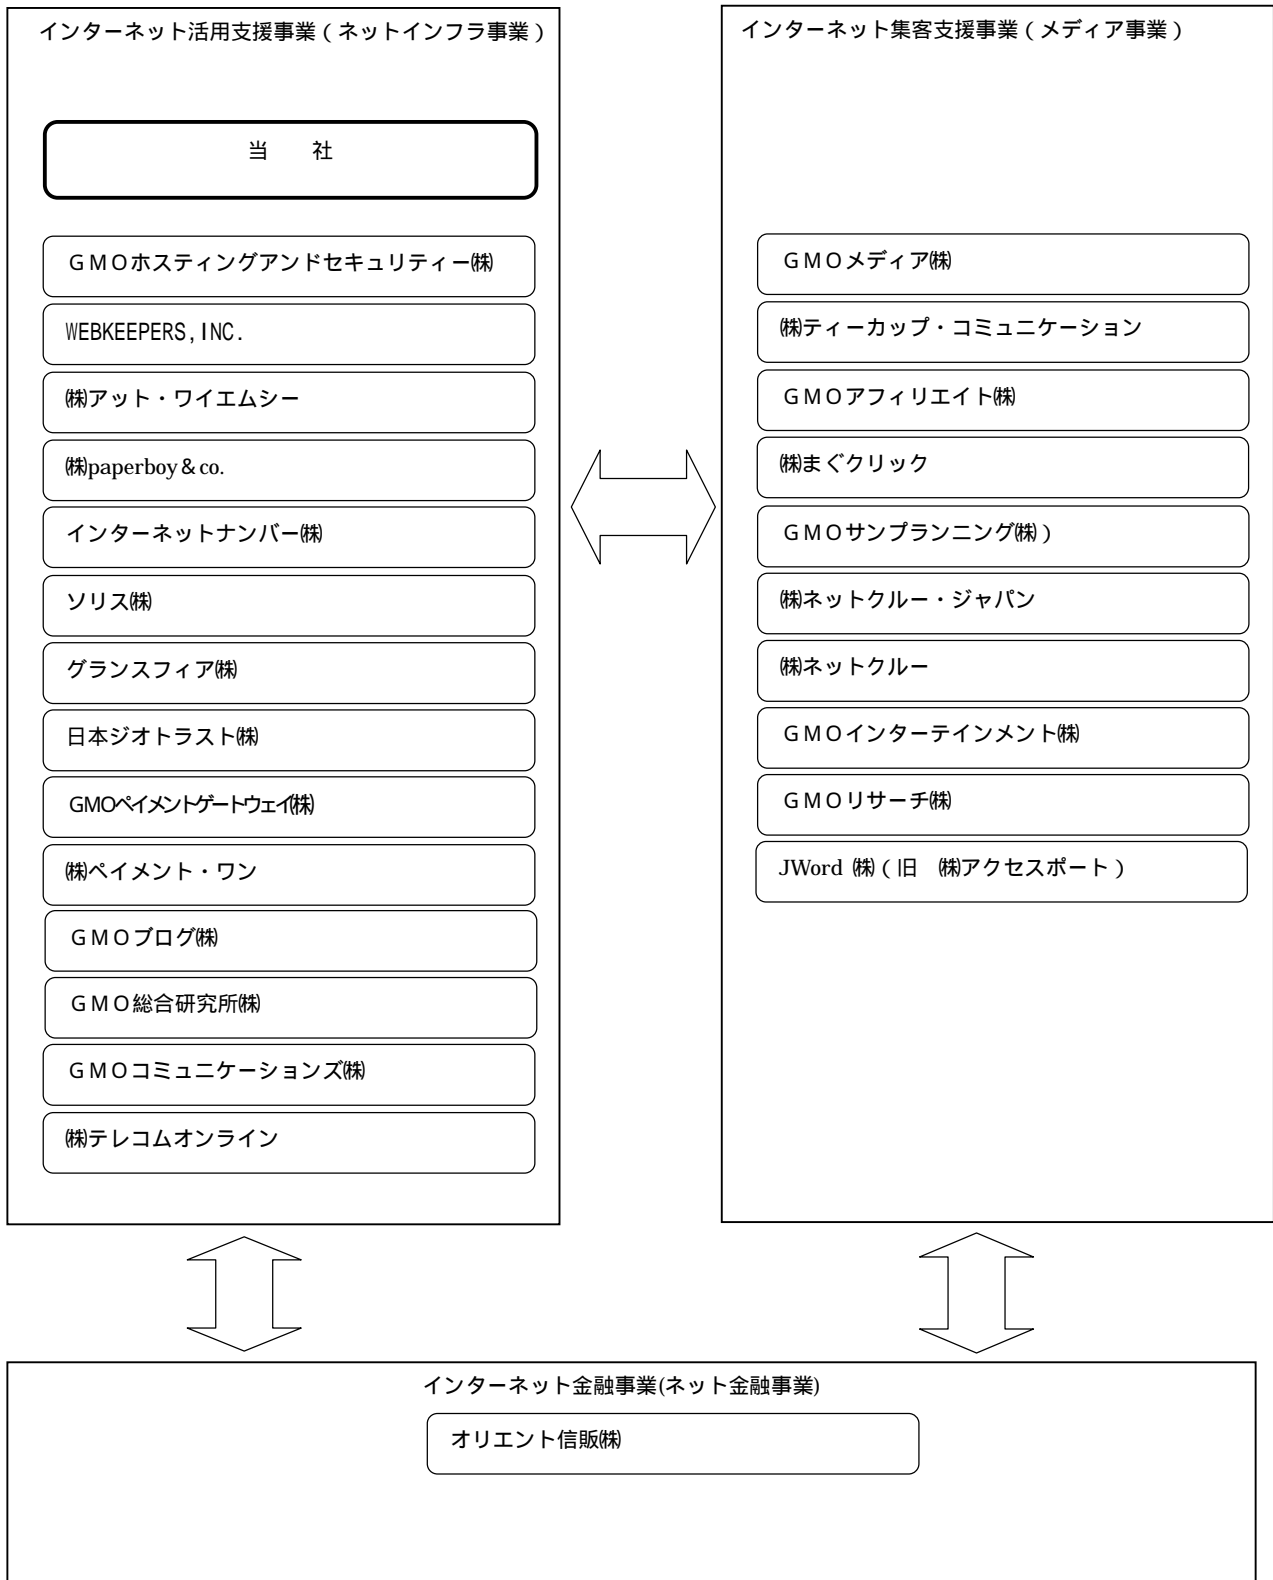 インターネット活用支援事業（ネットインフラ事業）
当　　社
ＧＭＯホスティングアンドセキュリティー㈱
WEBKEEPERS,INC.
㈱アット・ワイエムシー
㈱paperboy＆co.
インターネットナンバー㈱
ソリス㈱
グランスフィア㈱
日本ジオトラスト㈱
GMOペイメントゲートウェイ㈱
㈱ペイメント・ワン
ＧＭＯブログ㈱
ＧＭＯ総合研究所㈱
ＧＭＯコミュニケーションズ㈱
㈱テレコムオンライン
インターネット集客支援事業（メディア事業）
ＧＭＯメディア㈱
㈱ティーカップ・コミュニケーション
ＧＭＯアフィリエイト㈱
㈱まぐクリック
ＧＭＯサンプランニング㈱）
㈱ネットクルー・ジャパン
㈱ネットクルー
ＧＭＯインターテインメント㈱
ＧＭＯリサーチ㈱
JWord ㈱（旧　㈱アクセスポート）
インターネット金融事業(ネット金融事業)
オリエント信販㈱